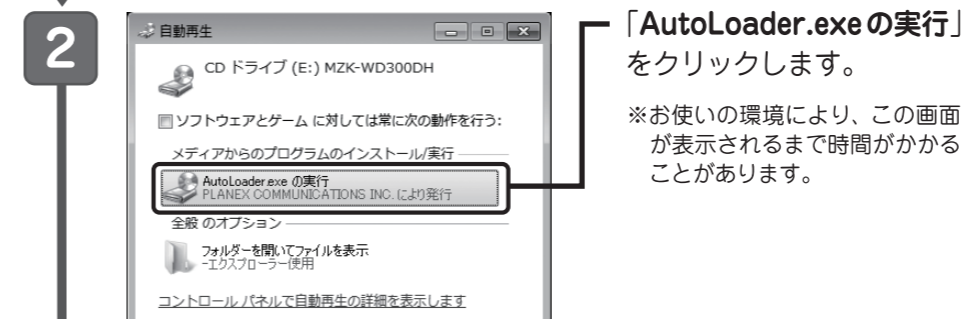 2
自動再生
CD ドライブ (E:) MZK-WD300DH
ソフトウェアとゲーム に対しては常に次の動作を行う:
メディアからのプログラムのインストール/実行
AutoLoader.exe の実行
PLANEX COMMUNICATIONS INC. により発行
全般 のオプション
フォルダーを開いてファイルを表示
-エクスプローラー使用
コントロール パネルで自動再生の詳細を表示します
「AutoLoader.exeの実行」
をクリックします。
※お使いの環境により、この画面
が表示されるまで時間がかかる
ことがあります。